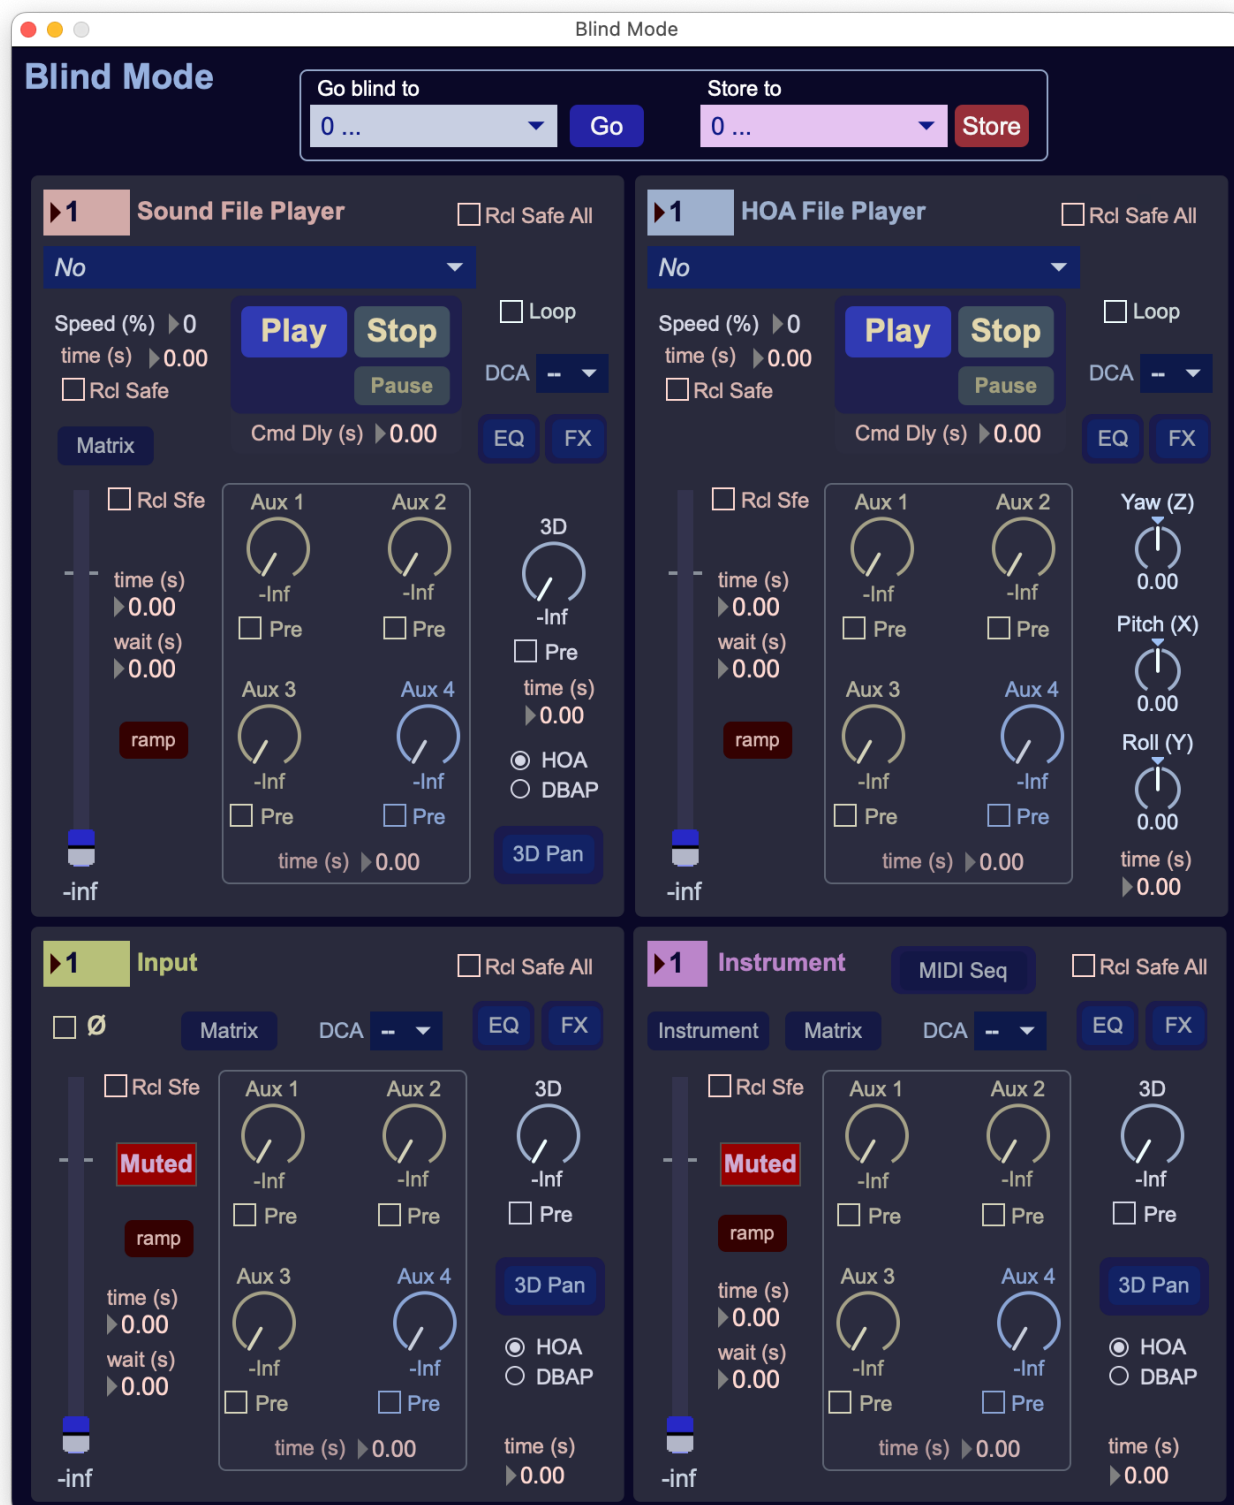 Blind Mode
Blind Mode
Go blind to
Store to
0 ...
Go
0 ...
Store
1
Sound File Player
Rcl Safe All
No
Speed (%) 0
time (s) 0.00
Rcl Safe
Play
Stop
Pause
Loop
DCA --
Matrix
Cmd Dly (s) 0.00
EQ
FX
Rcl Sfe
time (s)
0.00
wait (s)
0.00
ramp
-inf
Aux 1
-Inf
Pre
Aux 2
-Inf
Pre
Aux 3
-Inf
Pre
Aux 4
-Inf
Pre
time (s) 0.00
3D
-Inf
Pre
time (s)
0.00
HOA
DBAP
3D Pan
1
HOA File Player
Rcl Safe All
No
Speed (%) 0
time (s) 0.00
Rcl Safe
Play
Stop
Pause
Loop
DCA --
Cmd Dly (s) 0.00
EQ
FX
Rcl Sfe
time (s)
0.00
wait (s)
0.00
ramp
-inf
Aux 1
-Inf
Pre
Aux 2
-Inf
Pre
Aux 3
-Inf
Pre
Aux 4
-Inf
Pre
time (s) 0.00
Yaw (Z)
0.00
Pitch (X)
0.00
Roll (Y)
0.00
time (s)
0.00
1
Input
Rcl Safe All
Ø
Matrix
DCA --
EQ
FX
Rcl Sfe
Muted
ramp
time (s)
0.00
wait (s)
0.00
-inf
Aux 1
-Inf
Pre
Aux 2
-Inf
Pre
Aux 3
-Inf
Pre
Aux 4
-Inf
Pre
time (s) 0.00
3D
-Inf
Pre
3D Pan
HOA
DBAP
time (s)
0.00
1
Instrument
MIDI Seq
Rcl Safe All
Instrument
Matrix
DCA --
EQ
FX
Rcl Sfe
Muted
ramp
time (s)
0.00
wait (s)
0.00
-inf
Aux 1
-Inf
Pre
Aux 2
-Inf
Pre
Aux 3
-Inf
Pre
Aux 4
-Inf
Pre
time (s) 0.00
3D
-Inf
Pre
3D Pan
HOA
DBAP
time (s)
0.00